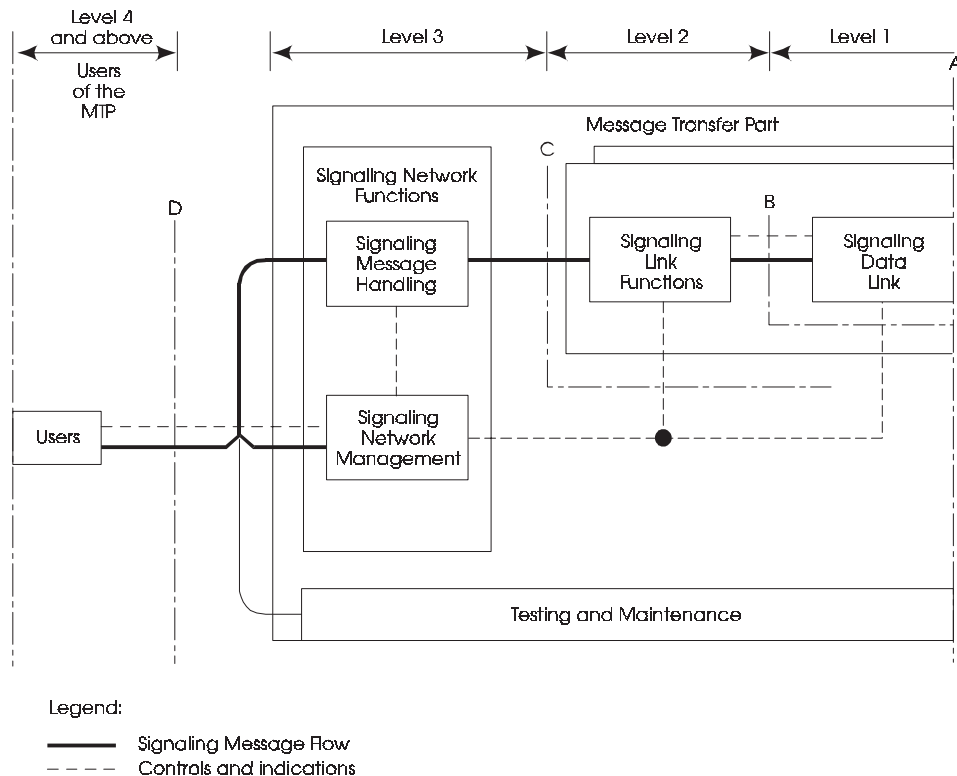 Level 4
and above
Level 3
Level 2
Level 1
Users
of the
MTP
A
Message Transfer Part
C
Signaling Network
Functions
B
D
Signaling
Message
Handling
Signaling
Link
Functions
Signaling
Data
Link
Users
Signaling
Network
Management
Testing and Maintenance
Legend:
Signaling Message Flow
Controls and indications